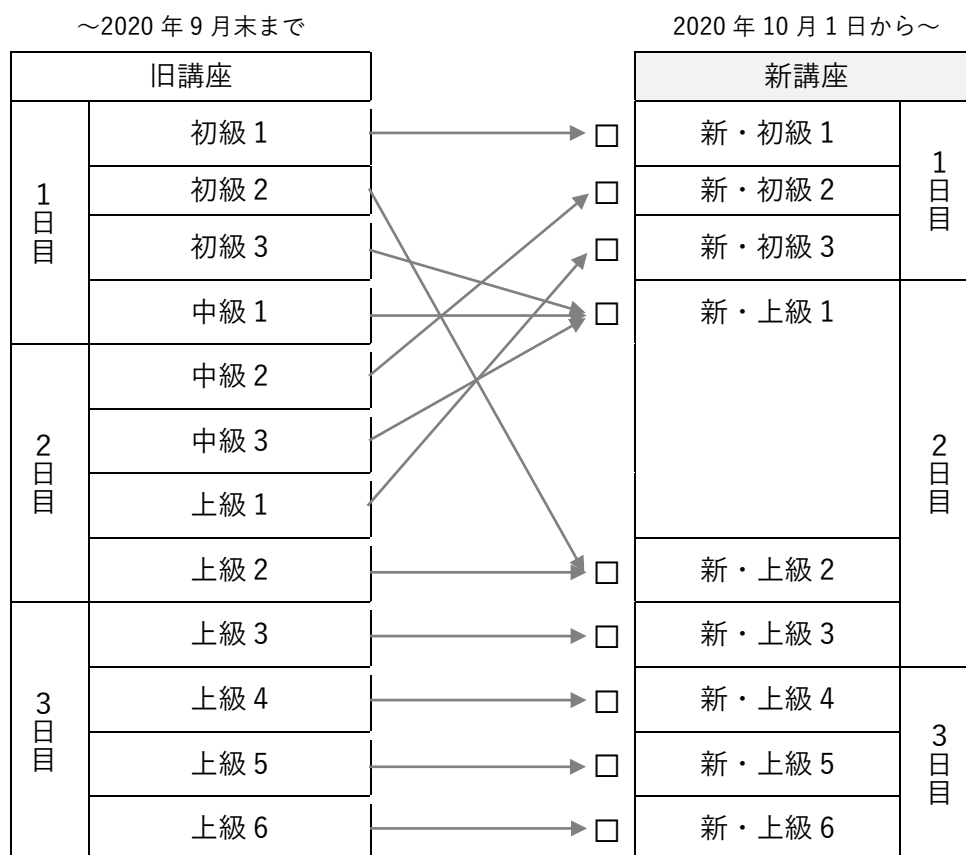 ～2020 年 9 月末まで
2020 年 10 月 1 日から～
旧講座
新講座
1日目
初級 1
初級 2
初級 3
中級 1
2日目
中級 2
中級 3
上級 1
上級 2
3日目
上級 3
上級 4
上級 5
上級 6
□
□
□
□
□
□
□
□
□
新・初級 1
新・初級 2
新・初級 3
1日目
新・上級 1
新・上級 2
新・上級 3
2日目
新・上級 4
新・上級 5
新・上級 6
3日目